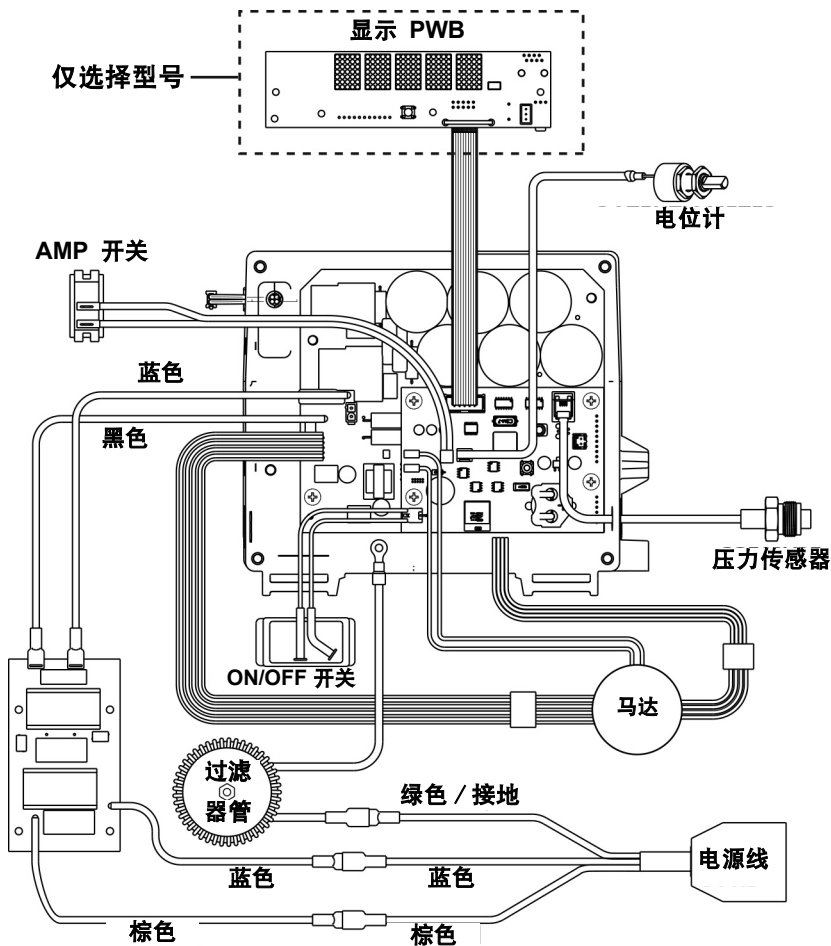 显示 PWB
仅选择型号
电位计
AMP 开关
蓝色
黑色
压力传感器
ON/OFF 开关
马达
过滤
器管
绿色 / 接地
电源线
蓝色
蓝色
棕色
棕色